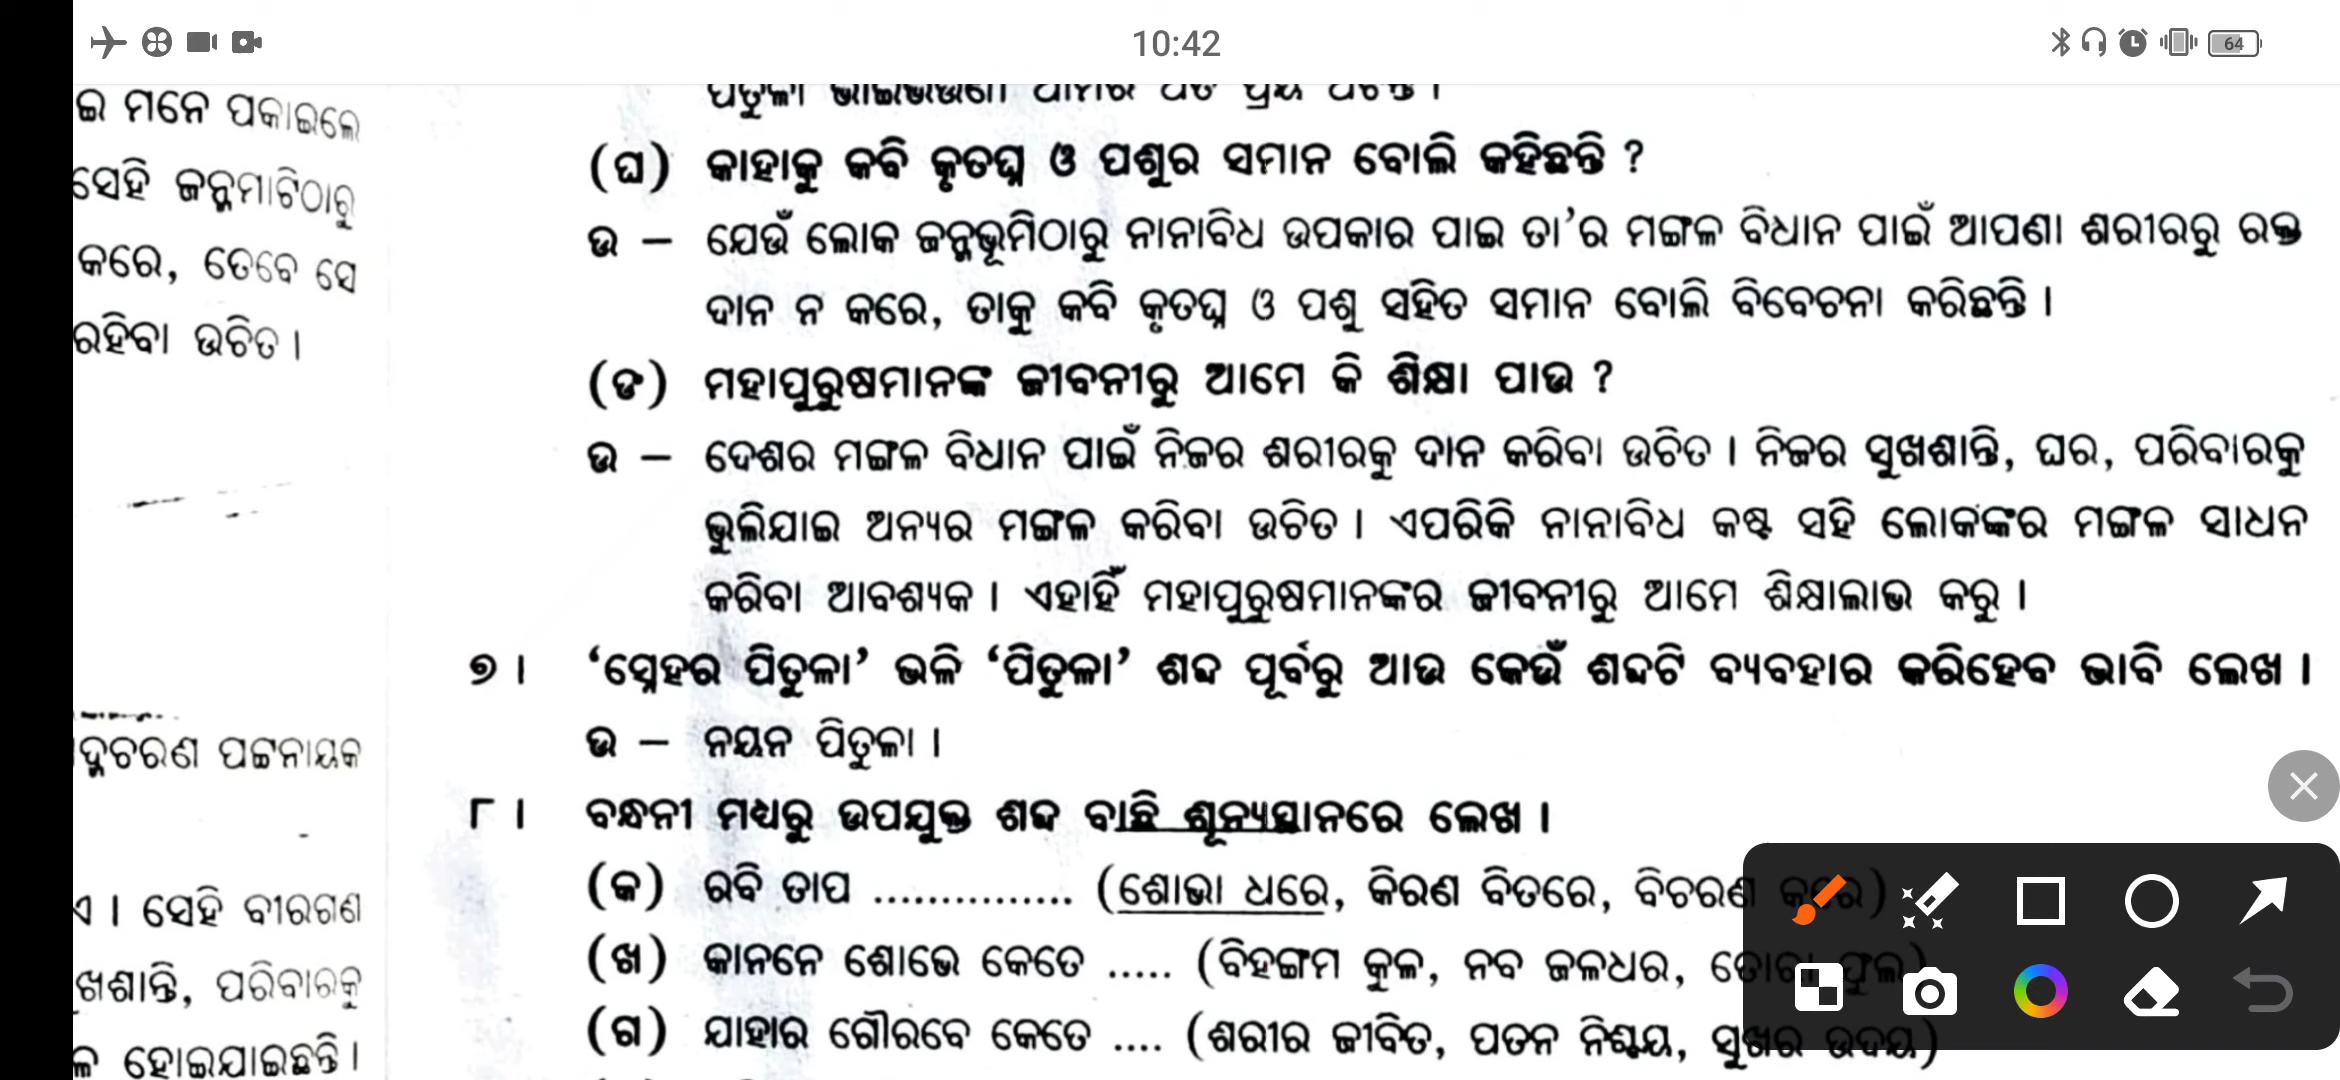 10:42
64
ଇ ମନେ ପକାଇଲେ
ସେହି ଜନ୍ମମାଟିଠାରୁ
କରେ, ତେବେ ସେ
ରହିବା ଉଚିତ।
ପଟ୍ଟନାୟକ
ଏ। ସେହି ବୀରଗଣ
ଖଶାନ୍ତି, ପରିବାରକୁ
ଳ ହୋଇଯାଇଛନ୍ତି।
(ଘ) କାହାକୁ କବି କୃତଘ୍ନ ଓ ପଶୁର ସମାନ ବୋଲି କହିଛନ୍ତି ?
ଉ – ଯେଉଁ ଲୋକ ଜନ୍ମଭୂମିଠାରୁ ନାନାବିଧ ଉପକାର ପାଇ ତା’ର ମଙ୍ଗଳ ବିଧାନ ପାଇଁ ଆପଣା ଶରୀରରୁ ରକ୍ତ
ଦାନ ନ କରେ, ତାକୁ କବି କୃତଘ୍ନ ଓ ପଶୁ ସହିତ ସମାନ ବୋଲି ବିବେଚନା କରିଛନ୍ତି।
(ଙ) ମହାପୁରୁଷମାନଙ୍କ ଜୀବନୀରୁ ଆମେ କି ଶିକ୍ଷା ପାଉ ?
ଉ – ଦେଶର ମଙ୍ଗଳ ବିଧାନ ପାଇଁ ନିଜର ଶରୀରକୁ ଦାନ କରିବା ଉଚିତ। ନିଜର ସୁଖଶାନ୍ତି, ଘର, ପରିବାରକୁ
ଭୁଲିଯାଇ ଅନ୍ୟର ମଙ୍ଗଳ କରିବା ଉଚିତ। ଏପରିକି ନାନାବିଧ କଷ୍ଟ ସହି ଲୋକଙ୍କର ମଙ୍ଗଳ ସାଧନ
କରିବା ଆବଶ୍ୟକ। ଏହାହିଁ ମହାପୁରୁଷମାନଙ୍କର ଜୀବନୀରୁ ଆମେ ଶିକ୍ଷାଲାଭ କରୁ।
୭। ‘ସ୍ନେହର ପିତୁଳା’ ଭଳି ‘ପିତୁଳା’ ଶବ୍ଦ ପୂର୍ବରୁ ଆଉ କେଉଁ ଶବ୍ଦଟି ବ୍ୟବହାର କରିହେବ ଭାବି ଲେଖ।
ଉ – ନୟନ ପିତୁଳା।
୮। ବନ୍ଧନୀ ମଧ୍ୟରୁ ଉପଯୁକ୍ତ ଶବ୍ଦ ବାଛି ଶୂନ୍ୟସ୍ଥାନରେ ଲେଖ।
(କ) ରବି ତାପ ............... (ଶୋଭା ଧରେ, କିରଣ ବିତରେ, ବିଚରଣ କରେ)
(ଖ) କାନନେ ଶୋଭେ କେତେ ..... (ବିହଙ୍ଗମ କୁଳ, ନବ ଜଳଧର, ତୋରା ଫୁଲ)
(ଗ) ଯାହାର ଗୌରବେ କେତେ .... (ଶରୀର ଜୀବିତ, ପତନ ନିଶ୍ଚୟ, ସୁଖର ଉଦୟ)